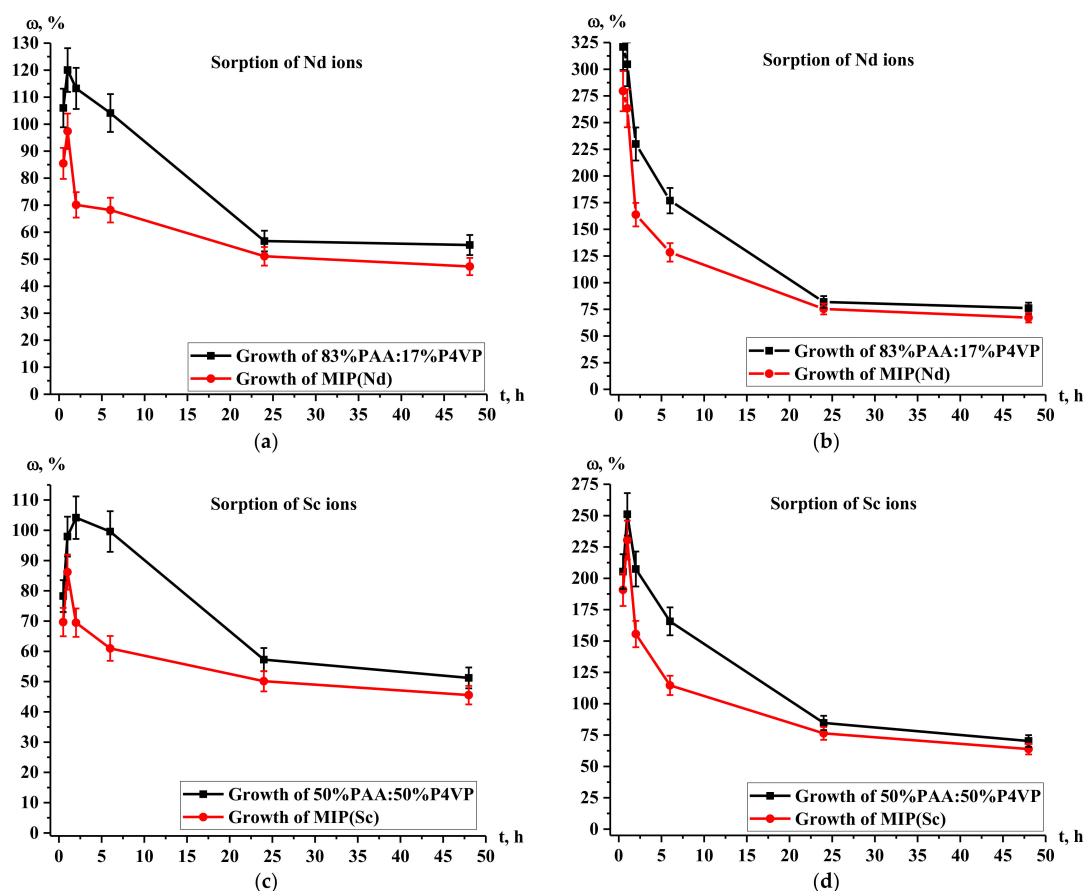 ω, %
130
120
110
100
90
80
70
60
50
40
30
20
10
0
Sorption of Nd ions
Growth of 83%PAA:17%P4VP
Growth of MIP(Nd)
0 5 10 15 20 25 30 35 40 45 50
t, h
(a)
ω, %
325
300
275
250
225
200
175
150
125
100
75
50
25
0
Sorption of Nd ions
Growth of 83%PAA:17%P4VP
Growth of MIP(Nd)
0 5 10 15 20 25 30 35 40 45 50
t, h
(b)
ω, %
110
100
90
80
70
60
50
40
30
20
10
0
Sorption of Sc ions
Growth of 50%PAA:50%P4VP
Growth of MIP(Sc)
0 5 10 15 20 25 30 35 40 45 50
t, h
(c)
ω, %
275
250
225
200
175
150
125
100
75
50
25
0
Sorption of Sc ions
Growth of 50%PAA:50%P4VP
Growth of MIP(Sc)
0 5 10 15 20 25 30 35 40 45 50
t, h
(d)